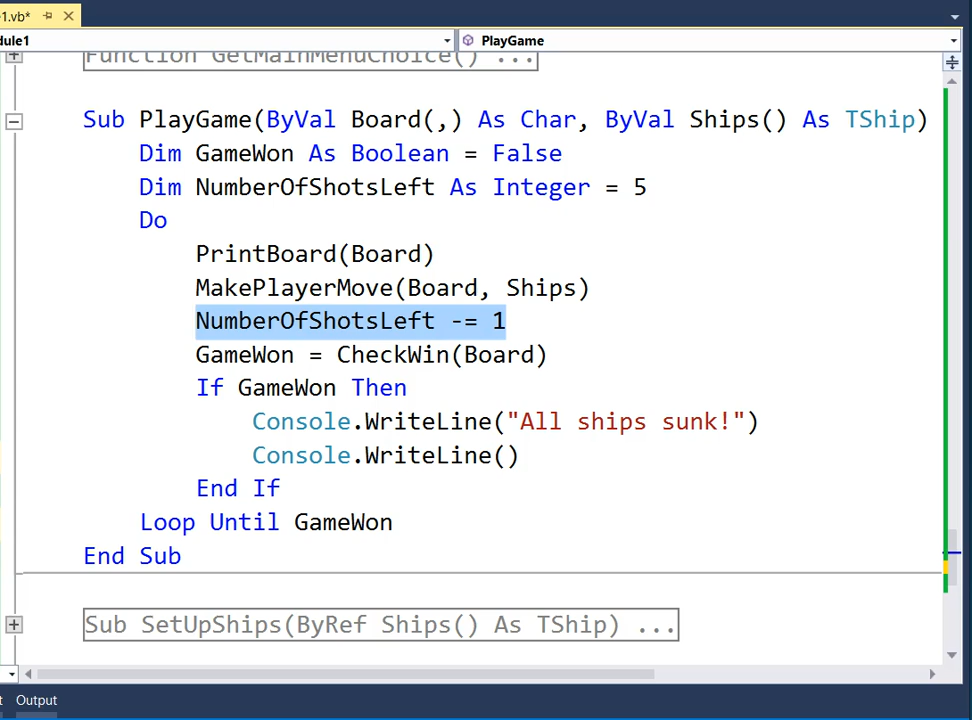 1.vb*
dule1
PlayGame
Function GetMainMenuChoice() ...
Sub PlayGame(ByVal Board(,) As Char, ByVal Ships() As TShip)
Dim GameWon As Boolean = False
Dim NumberOfShotsLeft As Integer = 5
Do
PrintBoard(Board)
MakePlayerMove(Board, Ships)
NumberOfShotsLeft -= 1
GameWon = CheckWin(Board)
If GameWon Then
Console.WriteLine("All ships sunk!")
Console.WriteLine()
End If
Loop Until GameWon
End Sub
Sub SetUpShips(ByRef Ships() As TShip) ...
t Output